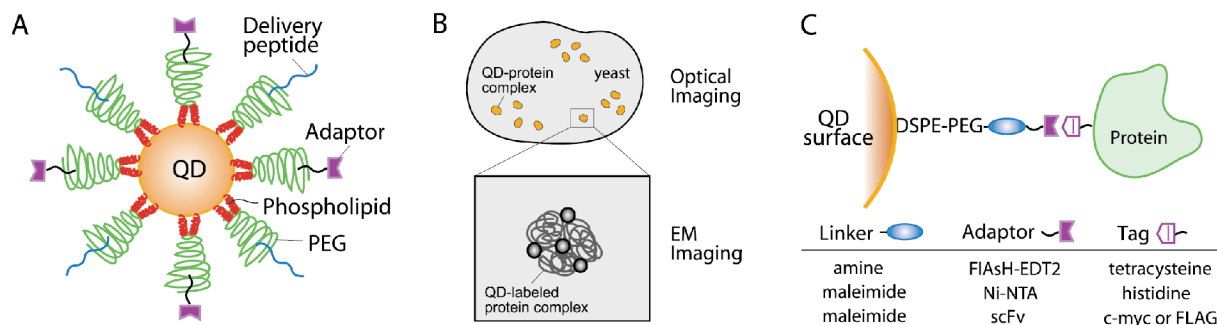 A
Delivery
peptide
Adaptor
QD
Phospholipid
PEG
B
QD-protein
complex
yeast
Optical
Imaging
EM
Imaging
QD-labeled
protein complex
C
QD
surface
DSPE-PEG
Protein
Linker Adaptor Tag
amine FlAsH-EDT2 tetracysteine
maleimide Ni-NTA histidine
maleimide scFv c-myc or FLAG